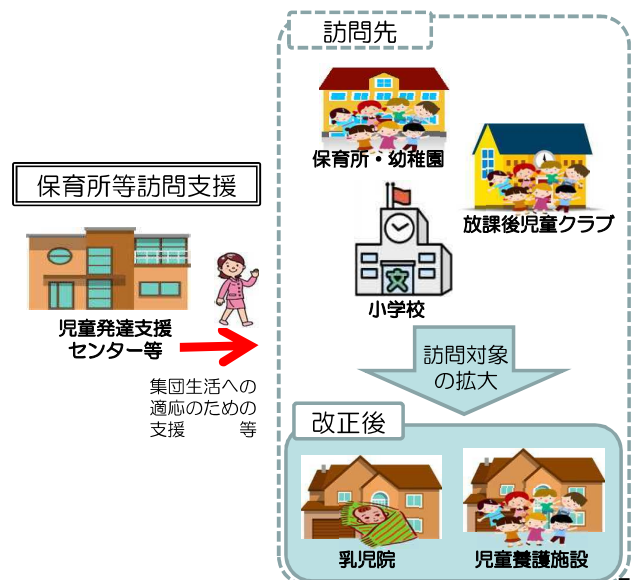 訪問先
保育所・幼稚園
放課後児童クラブ
文
小学校
保育所等訪問支援
児童発達支援
センター等
集団生活への
適応のための
支援　　等
訪問対象
の拡大
改正後
乳児院
児童養護施設